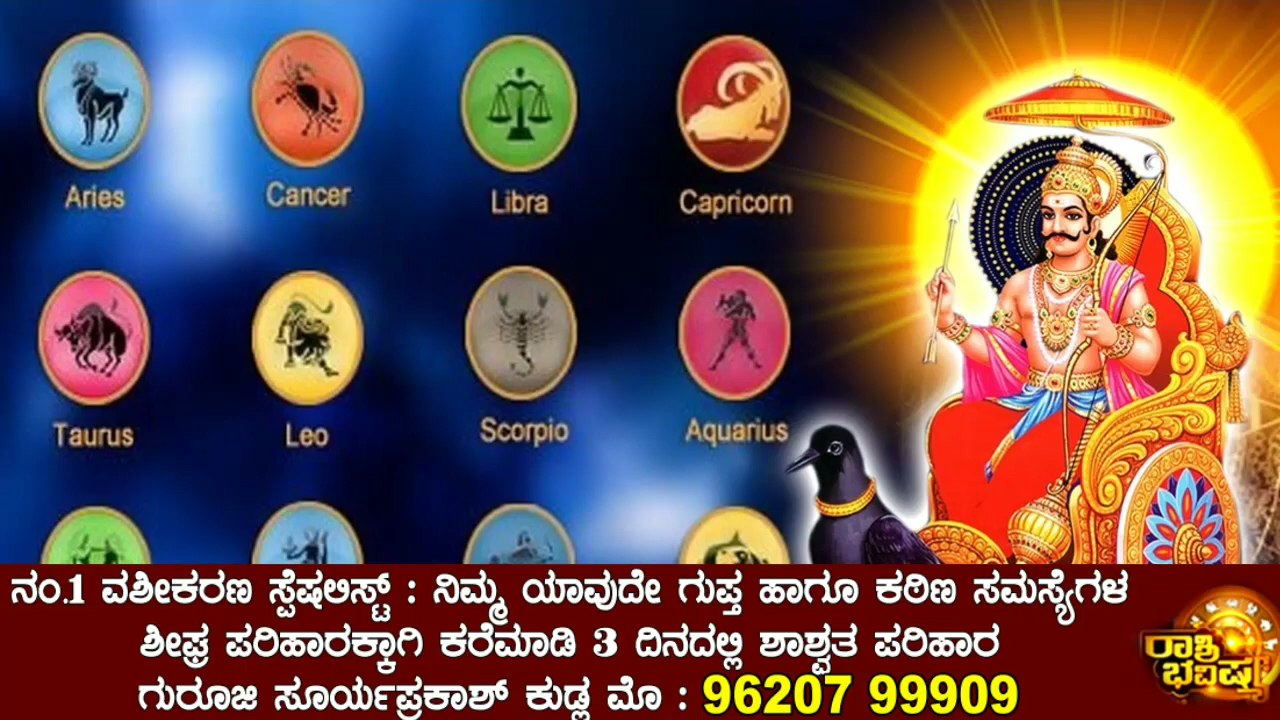 Aries
Cancer
Libra
Capricorn
Taurus
Leo
Scorpio
Aquarius
ನಂ.1 ವಶೀಕರಣ ಸ್ಪೆಷಲಿಸ್ಟ್ : ನಿಮ್ಮ ಯಾವುದೇ ಗುಪ್ತ ಹಾಗೂ ಕಠಿಣ ಸಮಸ್ಯೆಗಳ
ಶೀಘ್ರ ಪರಿಹಾರಕ್ಕಾಗಿ ಕರೆಮಾಡಿ 3 ದಿನದಲ್ಲಿ ಶಾಶ್ವತ ಪರಿಹಾರ
ಗುರೂಜಿ ಸೂರ್ಯಪ್ರಕಾಶ್ ಕುಡ್ಲ ಮೊ : 96207 99909
ರಾಶಿ
ಭವಿಷ್ಯ